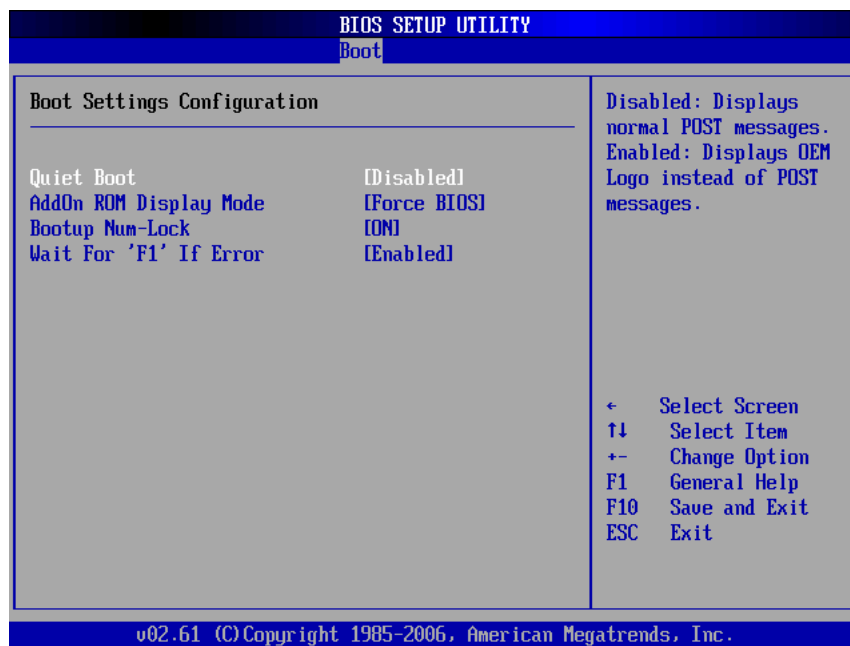 BIOS SETUP UTILITY
Boot
Boot Settings Configuration
Quiet Boot [Disabled]
AddOn ROM Display Mode [Force BIOS]
Bootup Num-Lock [ON]
Wait For 'F1' If Error [Enabled]
Disabled: Displays
normal POST messages.
Enabled: Displays OEM
Logo instead of POST
messages.
← Select Screen
↑↓ Select Item
+- Change Option
F1 General Help
F10 Save and Exit
ESC Exit
v02.61 (C)Copyright 1985-2006, American Megatrends, Inc.